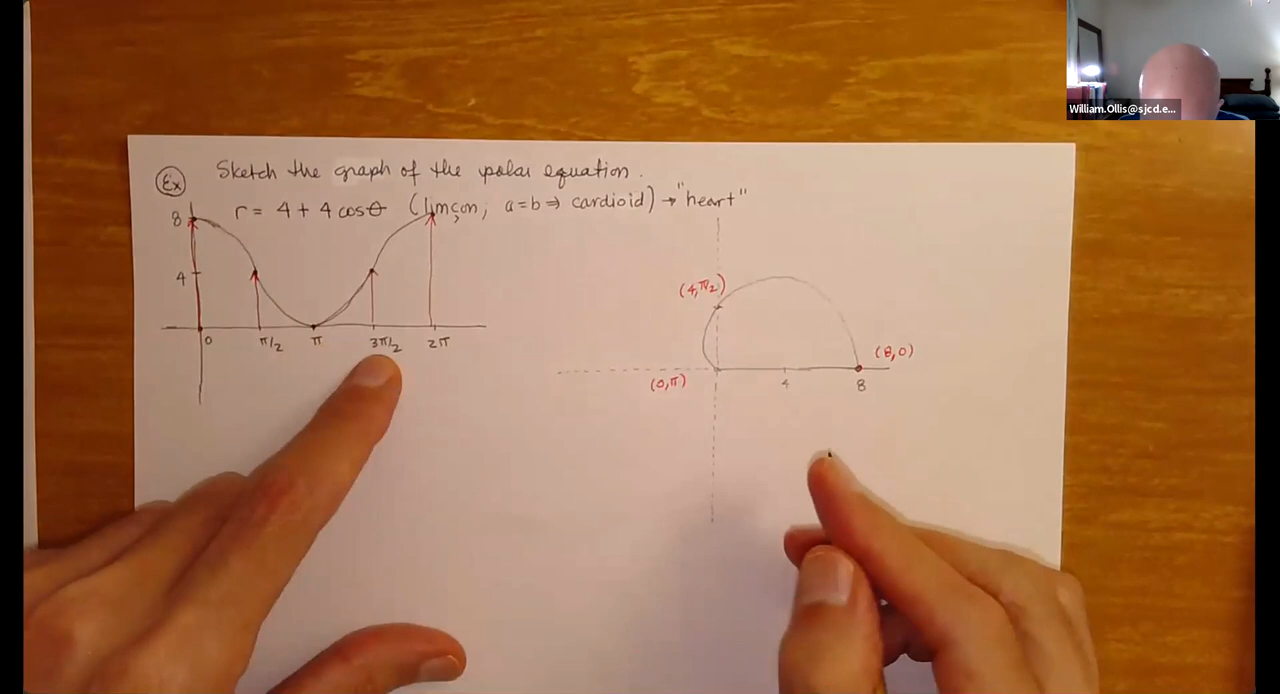 William.Ollis@sjcd.e...
Ex Sketch the graph of the polar equation.
r = 4 + 4 cosθ (limçon; a=b ⇒ cardioid) → "heart"
8
4
0 π/2 π 3π/2 2π
(4, π/2)
(8,0)
(0,π)
4 8